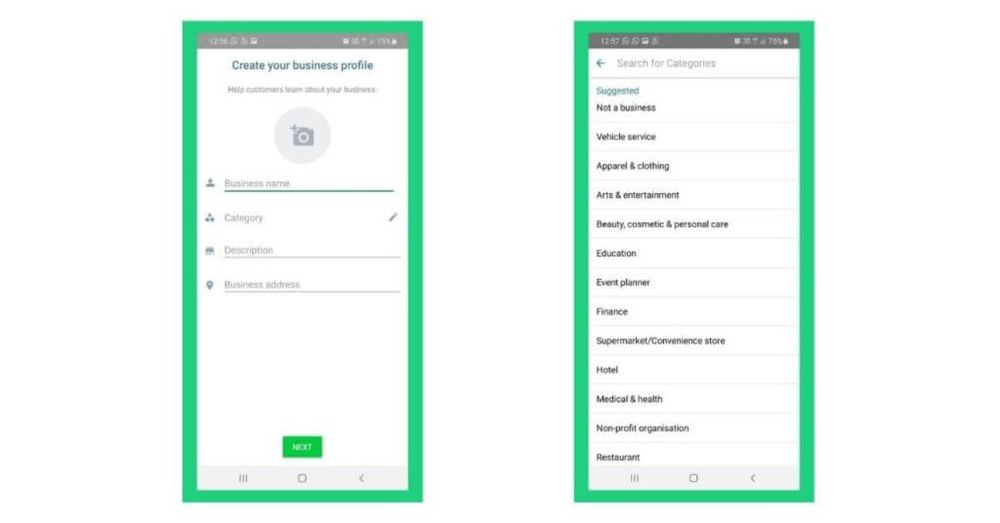 12:56
75%
Create your business profile
Help customers learn about your business.
Business name
Category
Description
Business address
NEXT
12:57
75%
Search for Categories
Suggested
Not a business
Vehicle service
Apparel & clothing
Arts & entertainment
Beauty, cosmetic & personal care
Education
Event planner
Finance
Supermarket/Convenience store
Hotel
Medical & health
Non-profit organisation
Restaurant